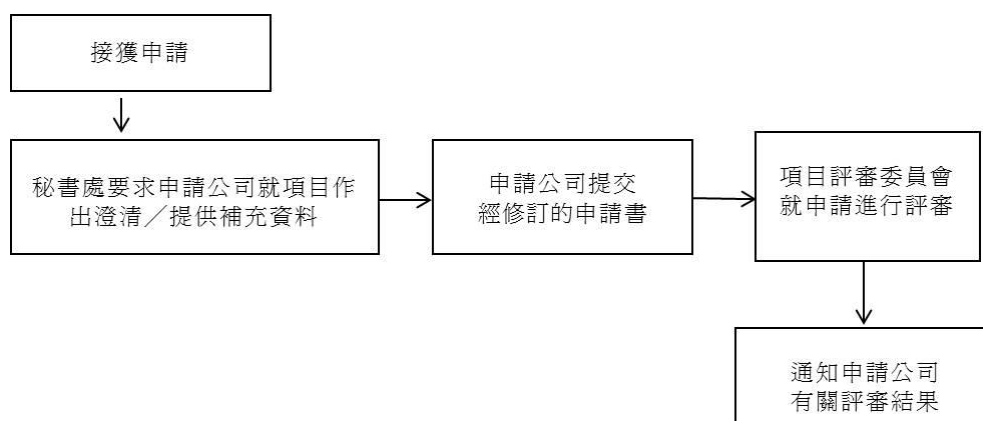 接獲申請
秘書處要求申請公司就項目作
出澄清／提供補充資料
申請公司提交
經修訂的申請書
項目評審委員會
就申請進行評審
通知申請公司
有關評審結果